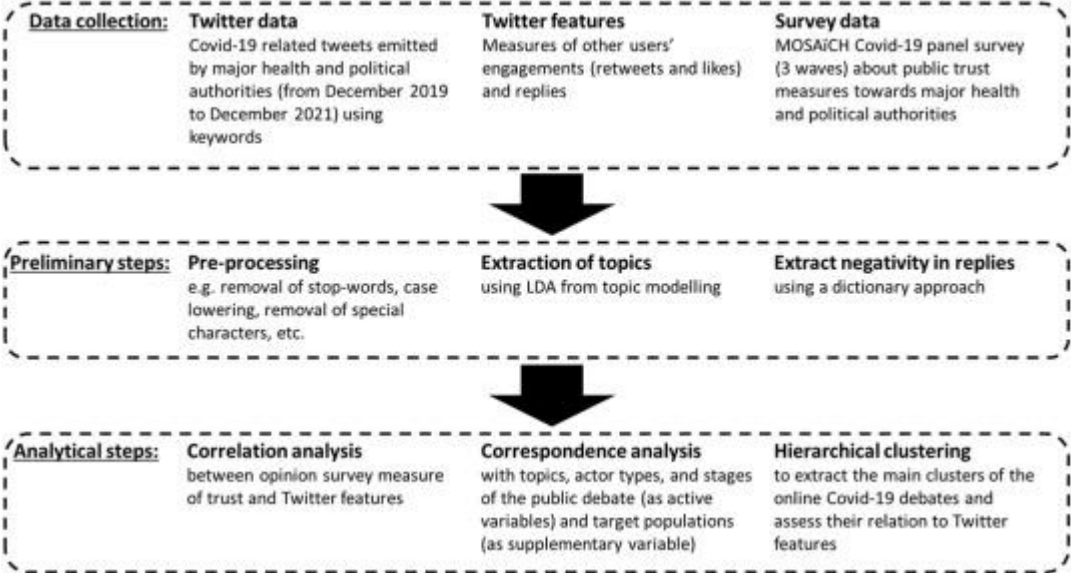 Data collection:
Twitter data
Covid-19 related tweets emitted
by major health and political
authorities (from December 2019
to December 2021) using
keywords
Twitter features
Measures of other users'
engagements (retweets and likes)
and replies
Survey data
MOSAiCH Covid-19 panel survey
(3 waves) about public trust
measures towards major health
and political authorities
Preliminary steps:
Pre-processing
e.g. removal of stop-words, case
lowering, removal of special
characters, etc.
Extraction of topics
using LDA from topic modelling
Extract negativity in replies
using a dictionary approach
Analytical steps:
Correlation analysis
between opinion survey measure
of trust and Twitter features
Correspondence analysis
with topics, actor types, and stages
of the public debate (as active
variables) and target populations
(as supplementary variable)
Hierarchical clustering
to extract the main clusters of the
online Covid-19 debates and
assess their relation to Twitter
features